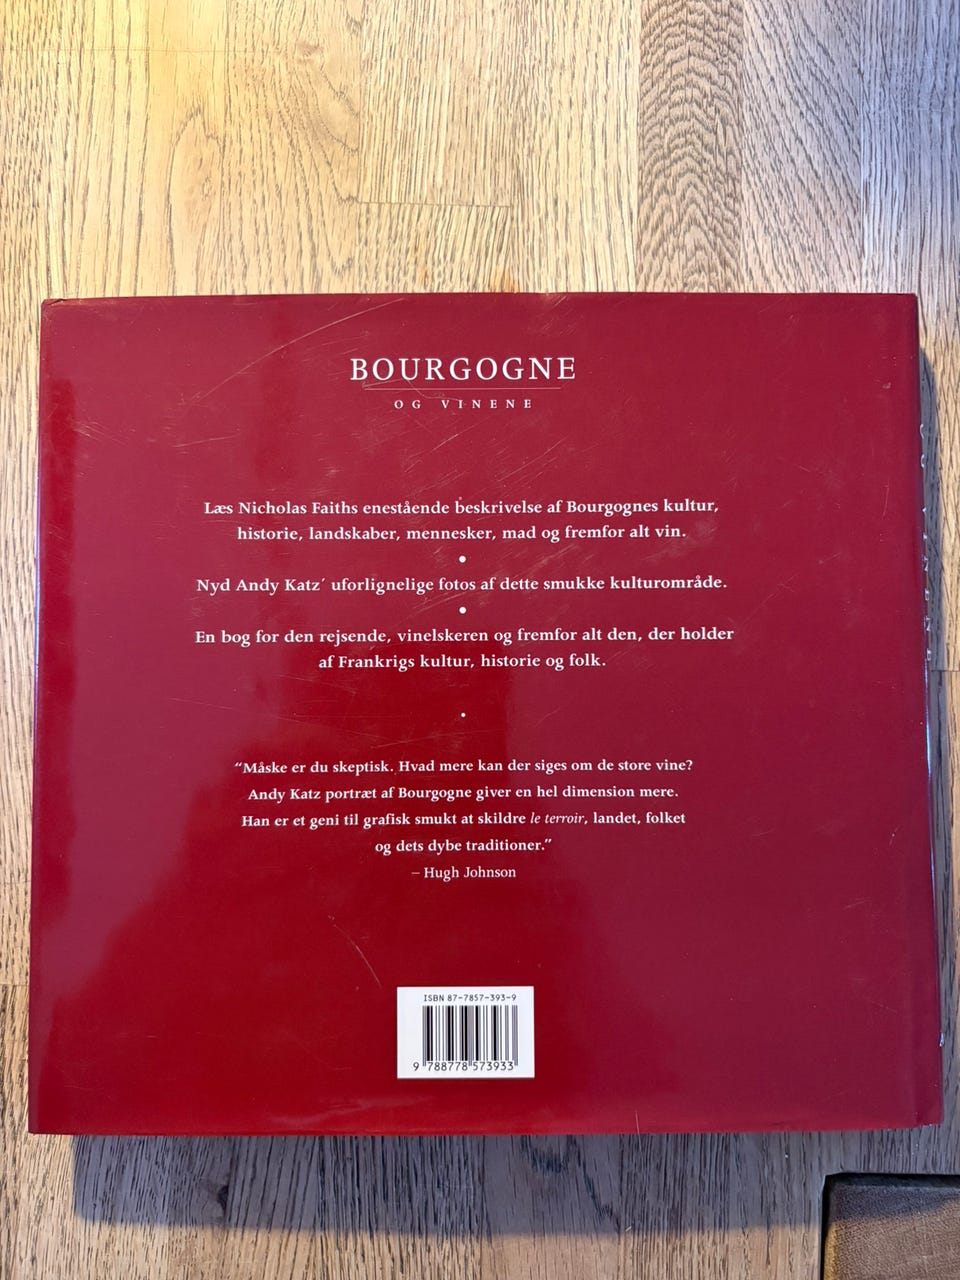 BOURGOGNE
OG VINENE
Læs Nicholas Faiths enestående beskrivelse af Bourgognes kultur,
historie, landskaber, mennesker, mad og fremfor alt vin.
•
Nyd Andy Katz´ uforlignelige fotos af dette smukke kulturområde.
•
En bog for den rejsende, vinelskeren og fremfor alt den, der holder
af Frankrigs kultur, historie og folk.
•
“Måske er du skeptisk. Hvad mere kan der siges om de store vine?
Andy Katz portræt af Bourgogne giver en hel dimension mere.
Han er et geni til grafisk smukt at skildre le terroir, landet, folket
og dets dybe traditioner.”
– Hugh Johnson
ISBN 87-7857-393-9
9 788778 573933